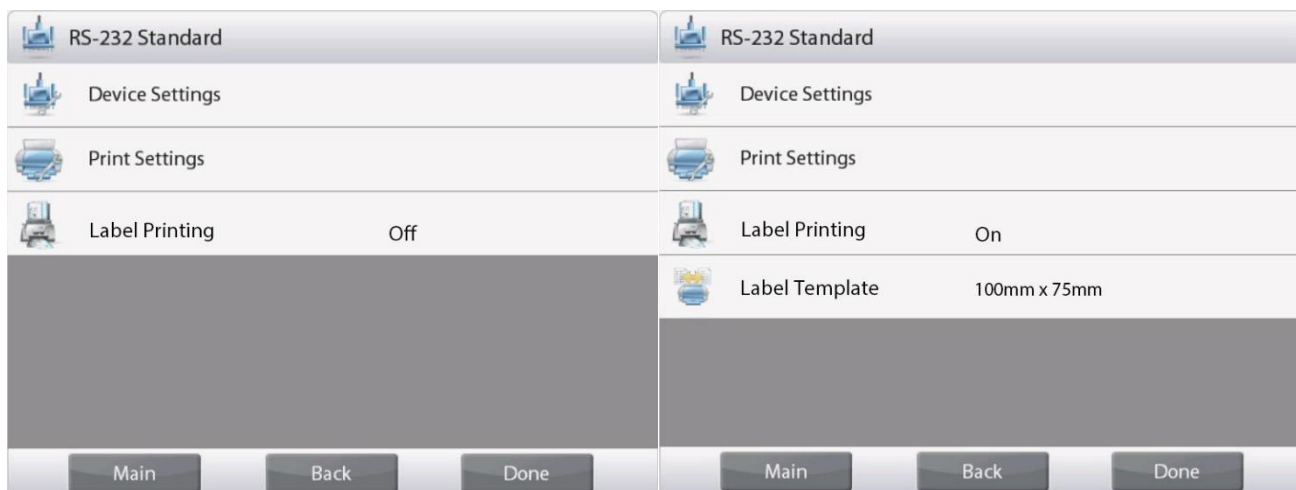 RS-232 Standard
Device Settings
Print Settings
Label Printing Off
Main Back Done
RS-232 Standard
Device Settings
Print Settings
Label Printing On
Label Template 100mm x 75mm
Main Back Done